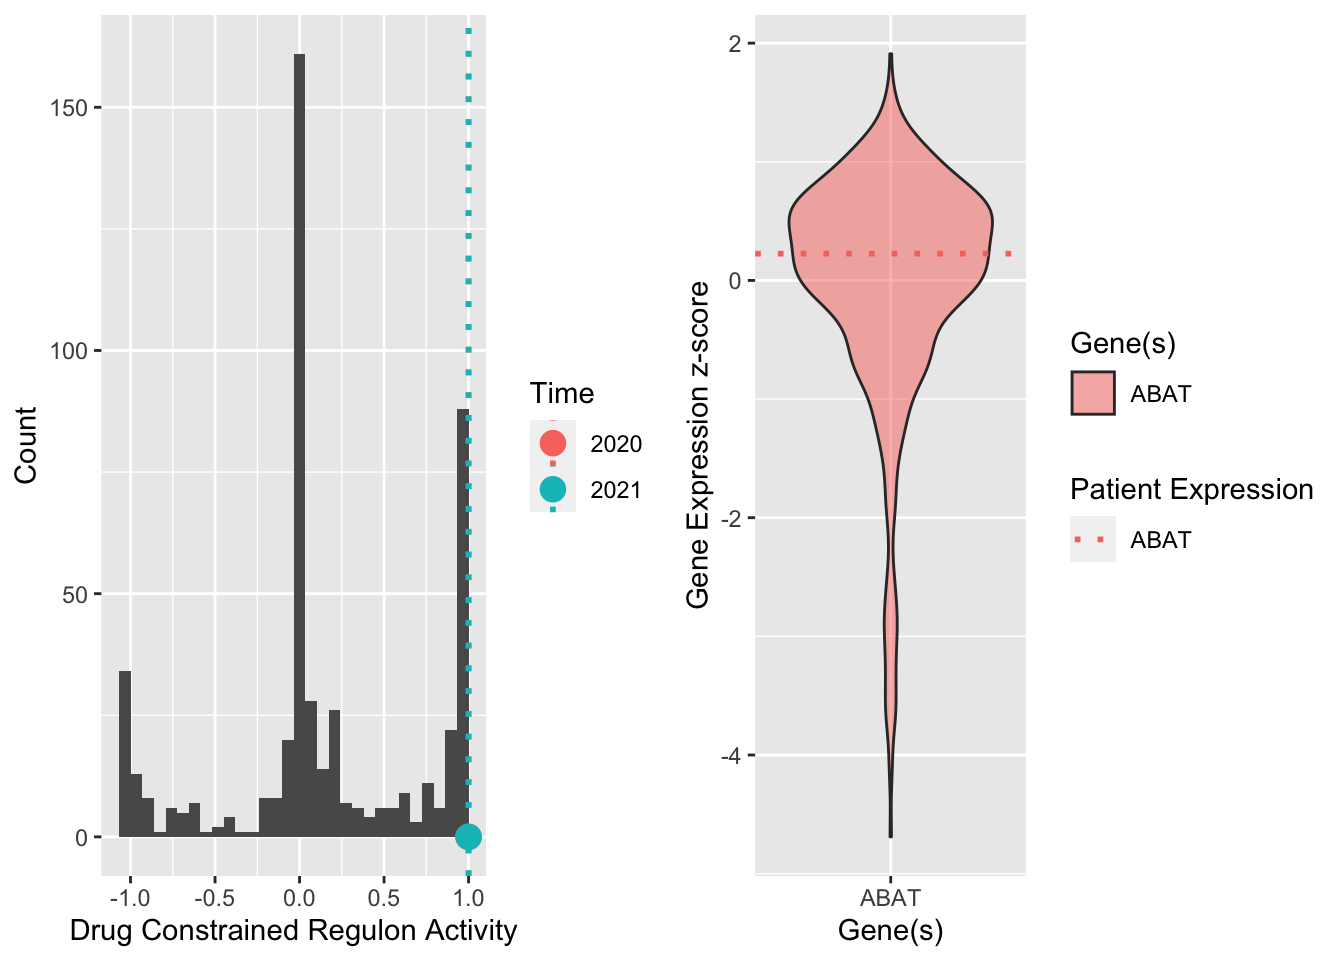 Count
150
100
50
0
-1.0 -0.5 0.0 0.5 1.0
Drug Constrained Regulon Activity
Time
2020
2021
Gene Expression z-score
2
0
-2
-4
ABAT
Gene(s)
Gene(s)
ABAT
Patient Expression
ABAT